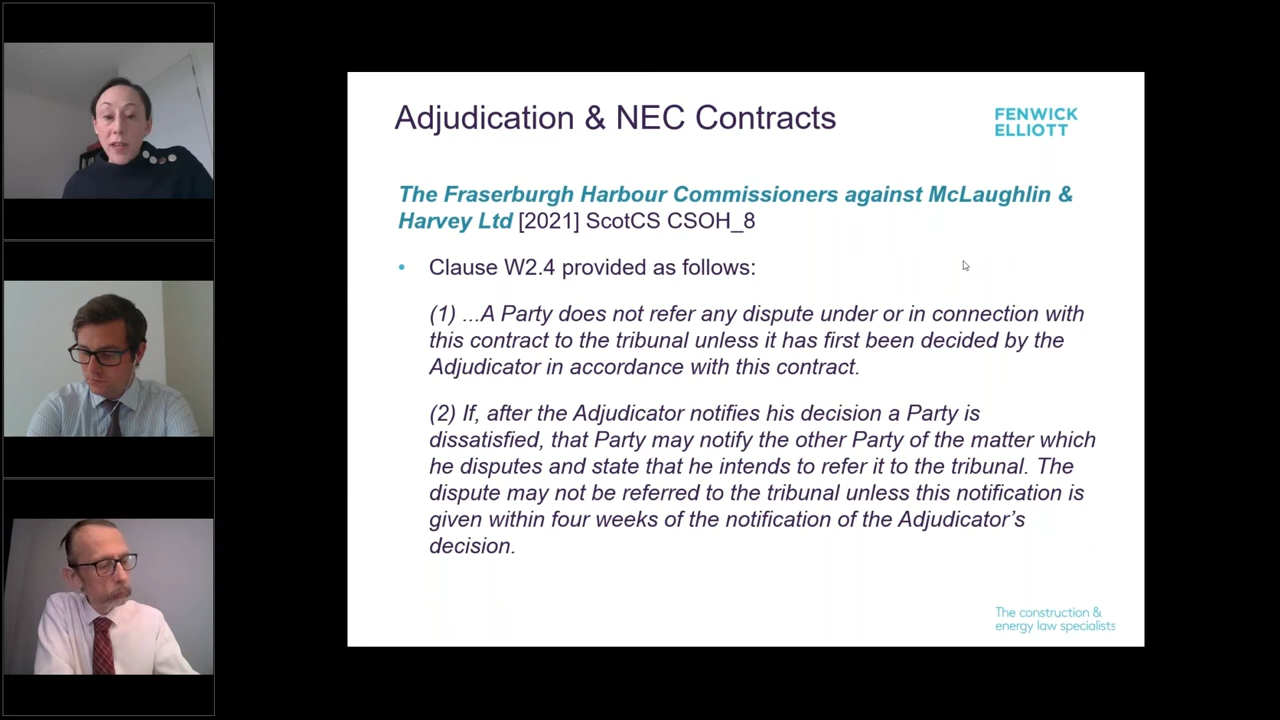 Adjudication & NEC Contracts
FENWICK
ELLIOTT
The Fraserburgh Harbour Commissioners against McLaughlin &
Harvey Ltd [2021] ScotCS CSOH_8
• Clause W2.4 provided as follows:
(1) ...A Party does not refer any dispute under or in connection with
this contract to the tribunal unless it has first been decided by the
Adjudicator in accordance with this contract.
(2) If, after the Adjudicator notifies his decision a Party is
dissatisfied, that Party may notify the other Party of the matter which
he disputes and state that he intends to refer it to the tribunal. The
dispute may not be referred to the tribunal unless this notification is
given within four weeks of the notification of the Adjudicator’s
decision.
The construction &
energy law specialists